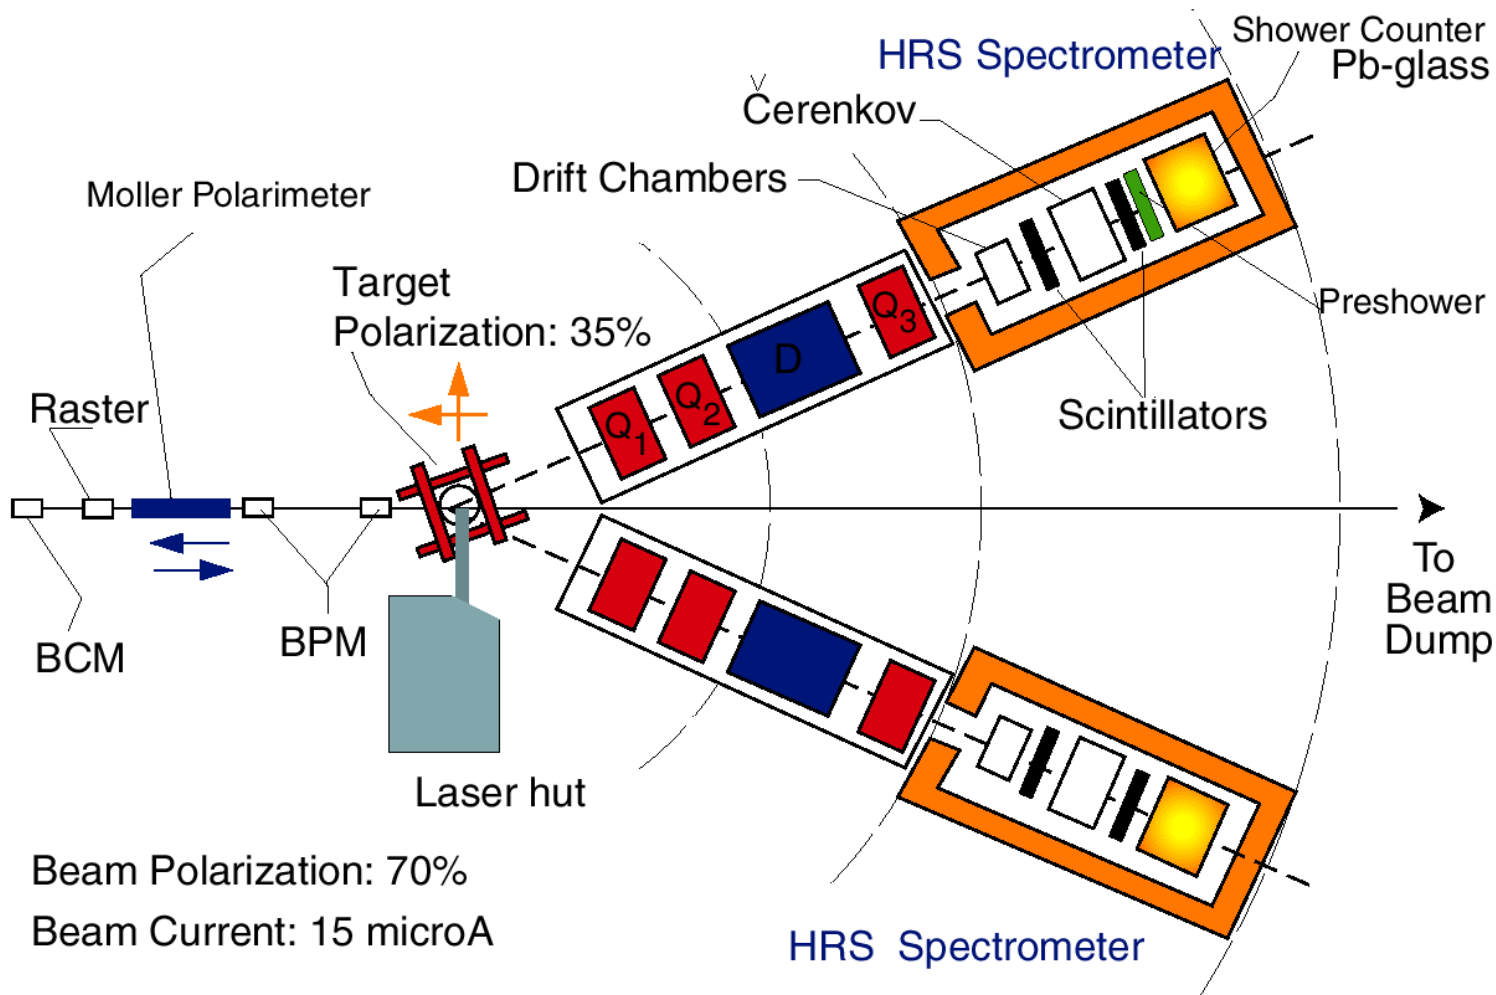 HRS Spectrometer
Shower Counter
Pb-glass
Čerenkov
Drift Chambers
Moller Polarimeter
Target
Polarization: 35%
Preshower
Q3
D
Q2
Q1
Raster
Scintillators
To
Beam
Dump
BCM
BPM
Laser hut
Beam Polarization: 70%
Beam Current: 15 microA
HRS Spectrometer